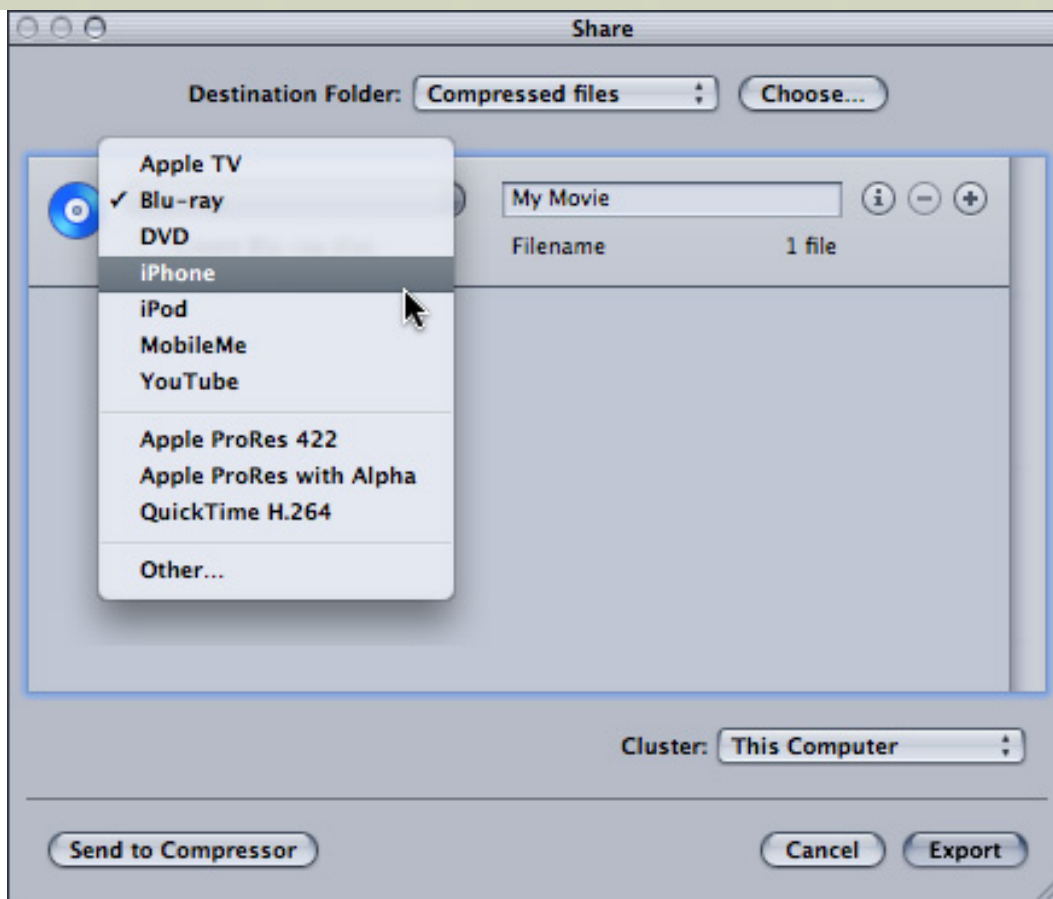 Share
Destination Folder: Compressed files Choose...
Apple TV
✓ Blu-ray
DVD
iPhone
iPod
MobileMe
YouTube
Apple ProRes 422
Apple ProRes with Alpha
QuickTime H.264
Other...
My Movie
Filename 1 file
Cluster: This Computer
Send to Compressor Cancel Export